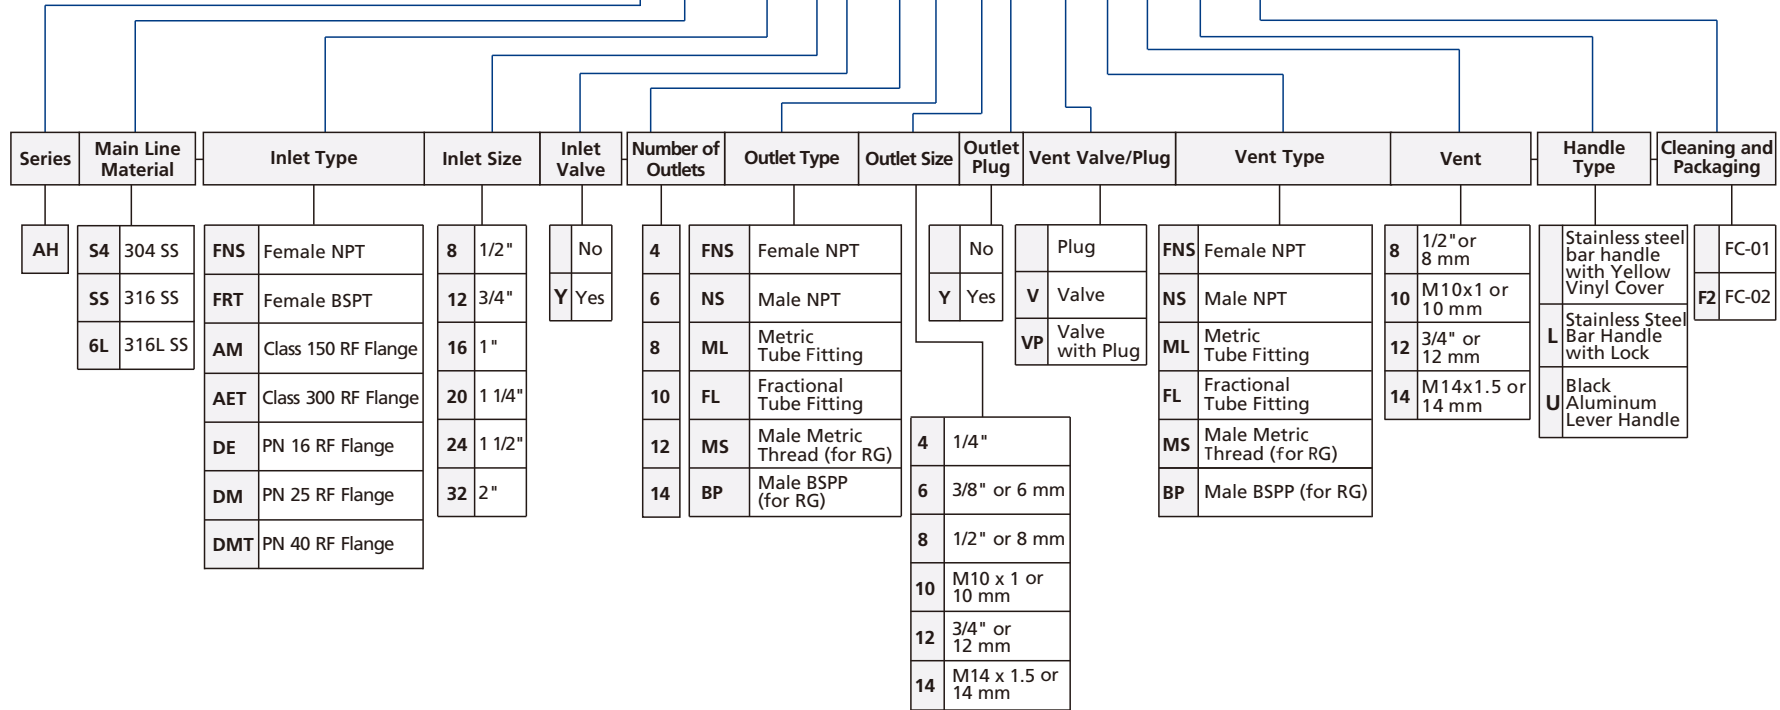 Series
Main Line
Material
Inlet Type
Inlet Size
Inlet
Valve
Number of
Outlets
Outlet Type
Outlet Size
Outlet
Plug
Vent Valve/Plug
Vent Type
Vent
Handle
Type
Cleaning and
Packaging
AH
S4 304 SS
SS 316 SS
6L 316L SS
FNS Female NPT
FRT Female BSPT
AM Class 150 RF Flange
AET Class 300 RF Flange
DE PN 16 RF Flange
DM PN 25 RF Flange
DMT PN 40 RF Flange
8 1/2"
12 3/4"
16 1"
20 1 1/4"
24 1 1/2"
32 2"
No
Y Yes
4
6
8
10
12
14
FNS Female NPT
NS Male NPT
ML Metric
Tube Fitting
FL Fractional
Tube Fitting
MS Male Metric
Thread (for RG)
BP Male BSPP
(for RG)
4 1/4"
6 3/8" or 6 mm
8 1/2" or 8 mm
10 M10 x 1 or
10 mm
12 3/4" or
12 mm
14 M14 x 1.5 or
14 mm
No
Y Yes
Plug
V Valve
VP Valve
with Plug
FNS Female NPT
NS Male NPT
ML Metric
Tube Fitting
FL Fractional
Tube Fitting
MS Male Metric
Thread (for RG)
BP Male BSPP (for RG)
8 1/2"or
8 mm
10 M10x1 or
10 mm
12 3/4" or
12 mm
14 M14x1.5 or
14 mm
Stainless steel
bar handle
with Yellow
Vinyl Cover
L Stainless Steel
Bar Handle
with Lock
U Black
Aluminum
Lever Handle
FC-01
F2 FC-02